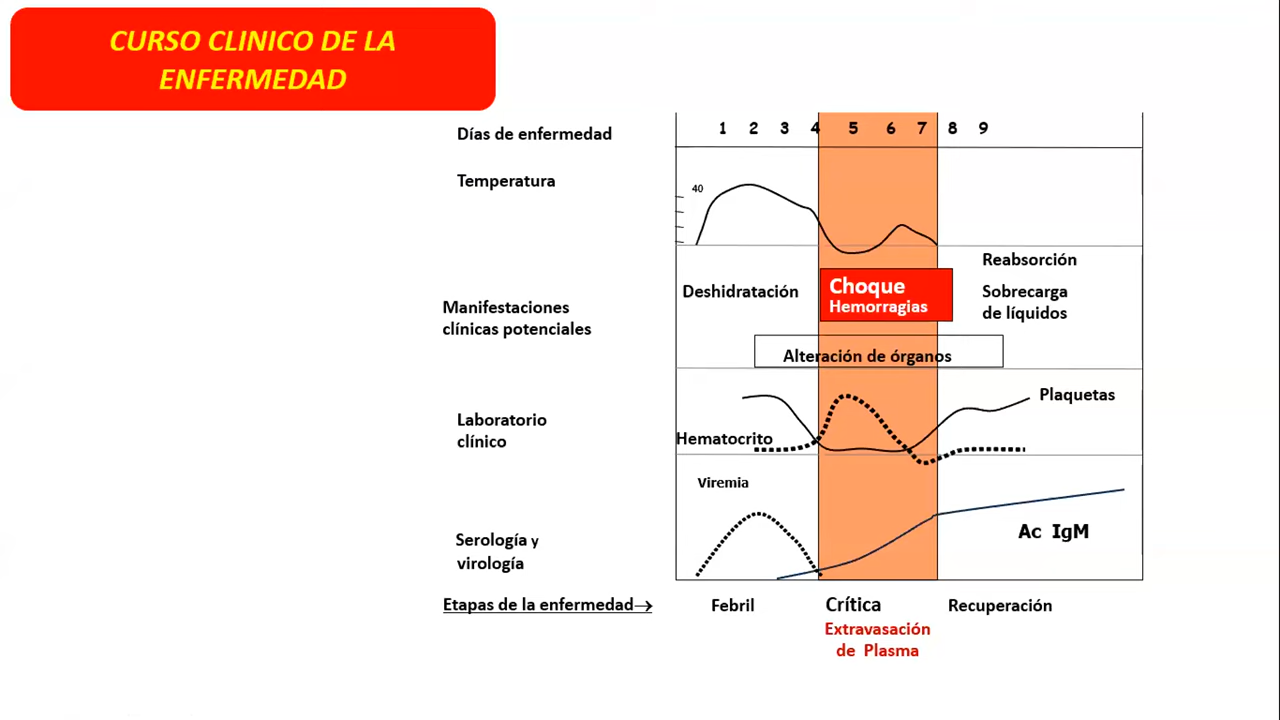 CURSO CLINICO DE LA
ENFERMEDAD
Días de enfermedad
1 2 3 4 5 6 7 8 9
Temperatura
40
Manifestaciones
clínicas potenciales
Deshidratación
Choque
Hemorragias
Reabsorción
Sobrecarga
de líquidos
Alteración de órganos
Laboratorio
clínico
Hematocrito
Plaquetas
Viremia
Serología y
virología
Ac IgM
Etapas de la enfermedad→
Febril
Crítica
Recuperación
Extravasación
de Plasma